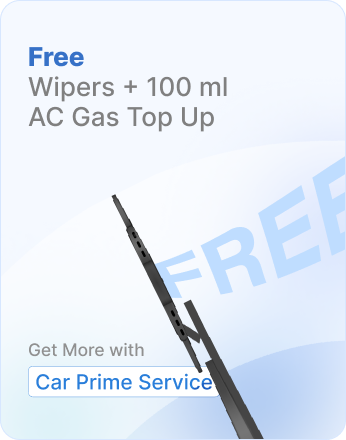 Free
Wipers + 100 ml
AC Gas Top Up
FREE
Get More with
Car Prime Service